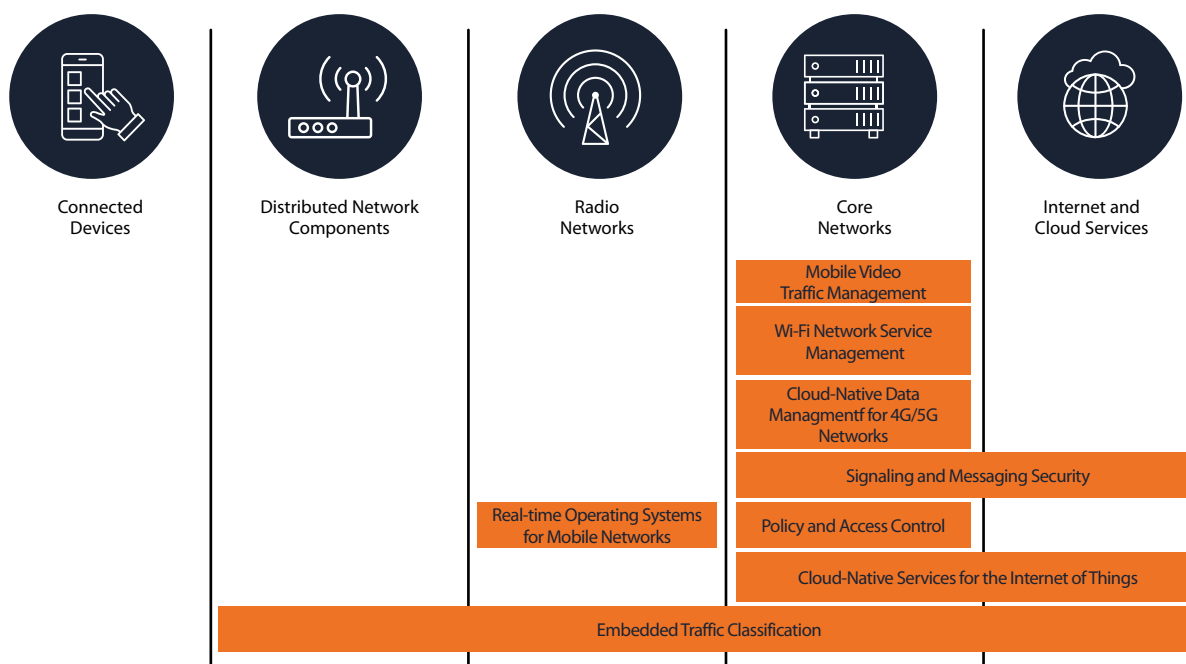 Connected
Devices
Distributed Network
Components
Radio
Networks
Core
Networks
Internet and
Cloud Services
Mobile Video
Traffic Management
Wi-Fi Network Service
Management
Cloud-Native Data
Managmentf for 4G/5G
Networks
Signaling and Messaging Security
Real-time Operating Systems
for Mobile Networks
Policy and Access Control
Cloud-Native Services for the Internet of Things
Embedded Traffic Classification